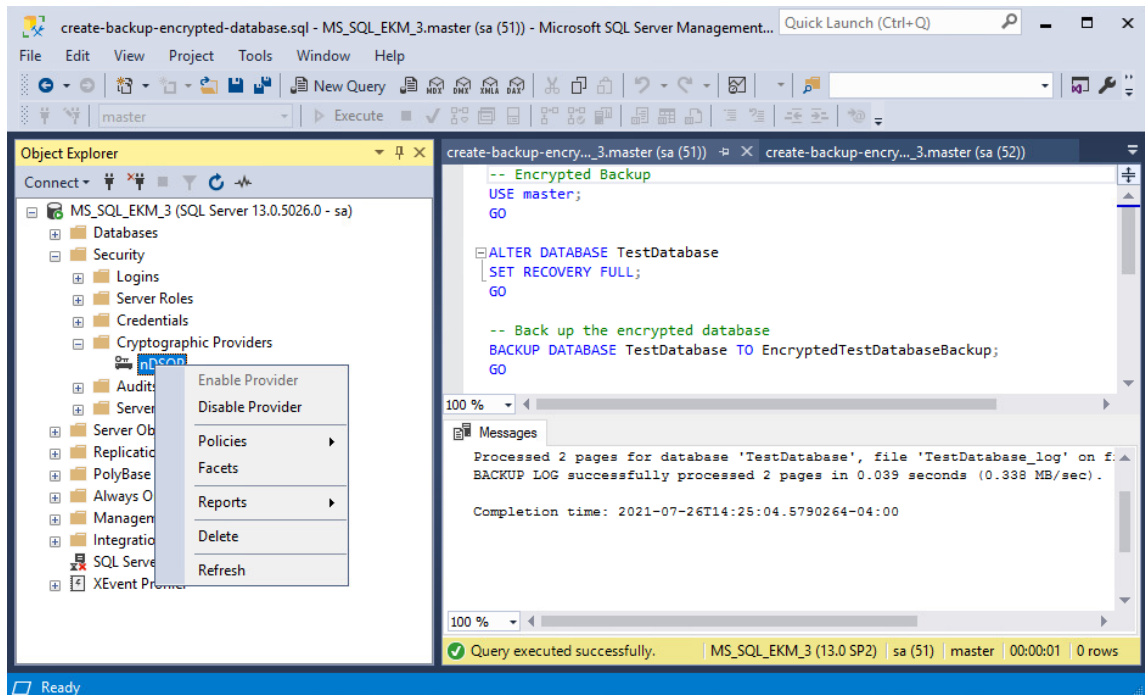 create-backup-encrypted-database.sql - MS_SQL_EKM_3.master (sa (51)) - Microsoft SQL Server Management...
Quick Launch (Ctrl+Q)
File Edit View Project Tools Window Help
New Query MDX DMX XMLA DAX
master Execute
Object Explorer
Connect
MS_SQL_EKM_3 (SQL Server 13.0.5026.0 - sa)
Databases
Security
Logins
Server Roles
Credentials
Cryptographic Providers
nDSOP
Audits
Server
Server Ob
Replicatio
PolyBase
Always O
Managem
Integratio
SQL Serve
XEvent Profiler
Enable Provider
Disable Provider
Policies
Facets
Reports
Delete
Refresh
create-backup-encry..._3.master (sa (51))
create-backup-encry..._3.master (sa (52))
-- Encrypted Backup
USE master;
GO
ALTER DATABASE TestDatabase
SET RECOVERY FULL;
GO
-- Back up the encrypted database
BACKUP DATABASE TestDatabase TO EncryptedTestDatabaseBackup;
GO
100 %
Messages
Processed 2 pages for database 'TestDatabase', file 'TestDatabase_log' on f
BACKUP LOG successfully processed 2 pages in 0.039 seconds (0.338 MB/sec).
Completion time: 2021-07-26T14:25:04.5790264-04:00
100 %
Query executed successfully. MS_SQL_EKM_3 (13.0 SP2) sa (51) master 00:00:01 0 rows
Ready